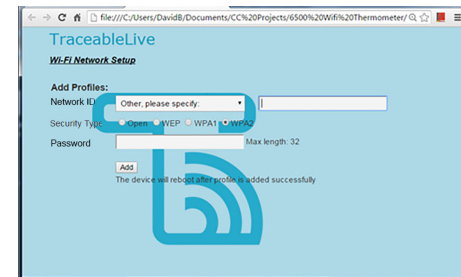 file:///C:/Users/DavidB/Documents/CC%20Projects/6500%20Wifi%20Thermometer/
TraceableLive
Wi-Fi Network Setup
Add Profiles:
Network ID Other, please specify:
Security Type Open WEP WPA1 WPA2
Password Max length: 32
Add
The device will reboot after profile is added successfully